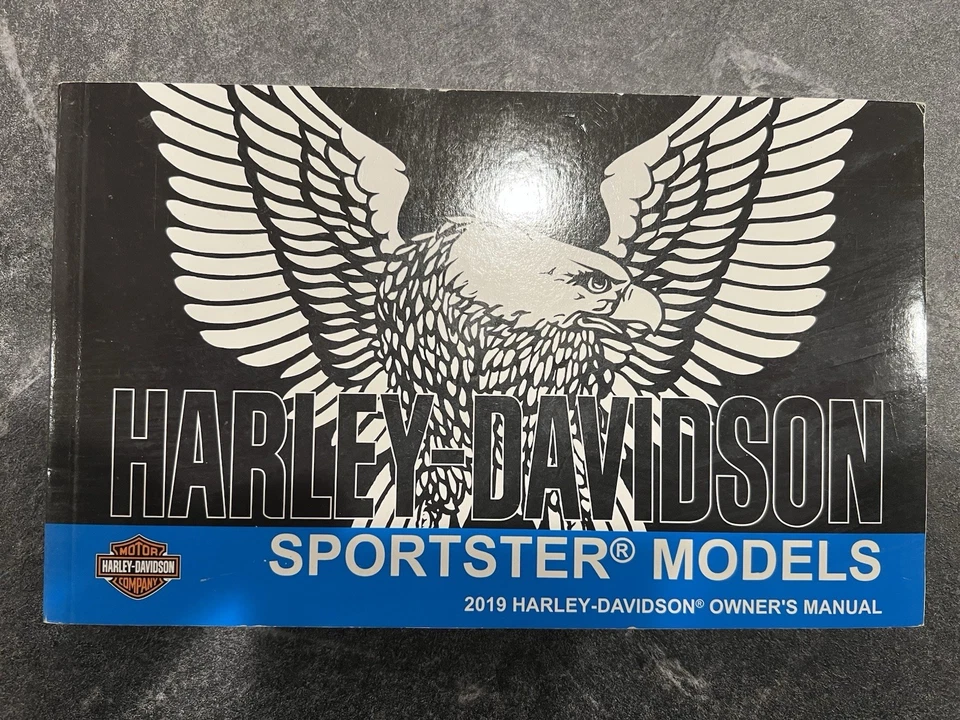 HARLEY-DAVIDSON
SPORTSTER® MODELS
2019 HARLEY-DAVIDSON® OWNER'S MANUAL
MOTOR
HARLEY-DAVIDSON
COMPANY